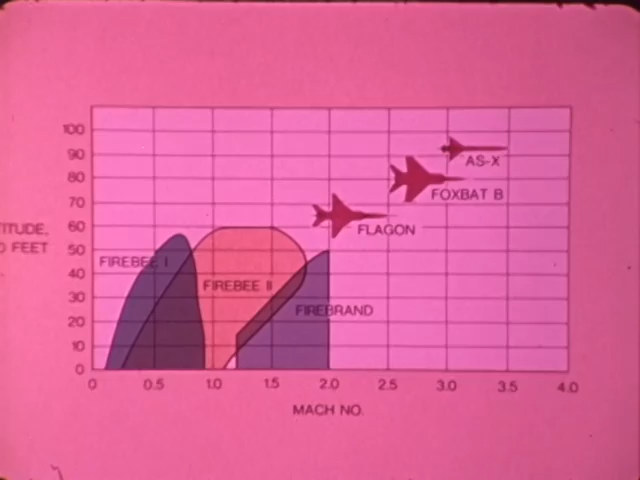 100
90
AS-X
80
FOXBAT B
70
60
FLAGON
50
FIREBEE I
40
FIREBEE II
30
FIREBRAND
20
10
0
0 0.5 1.0 1.5 2.0 2.5 3.0 3.5 4.0
MACH NO.
TITUDE,
0 FEET